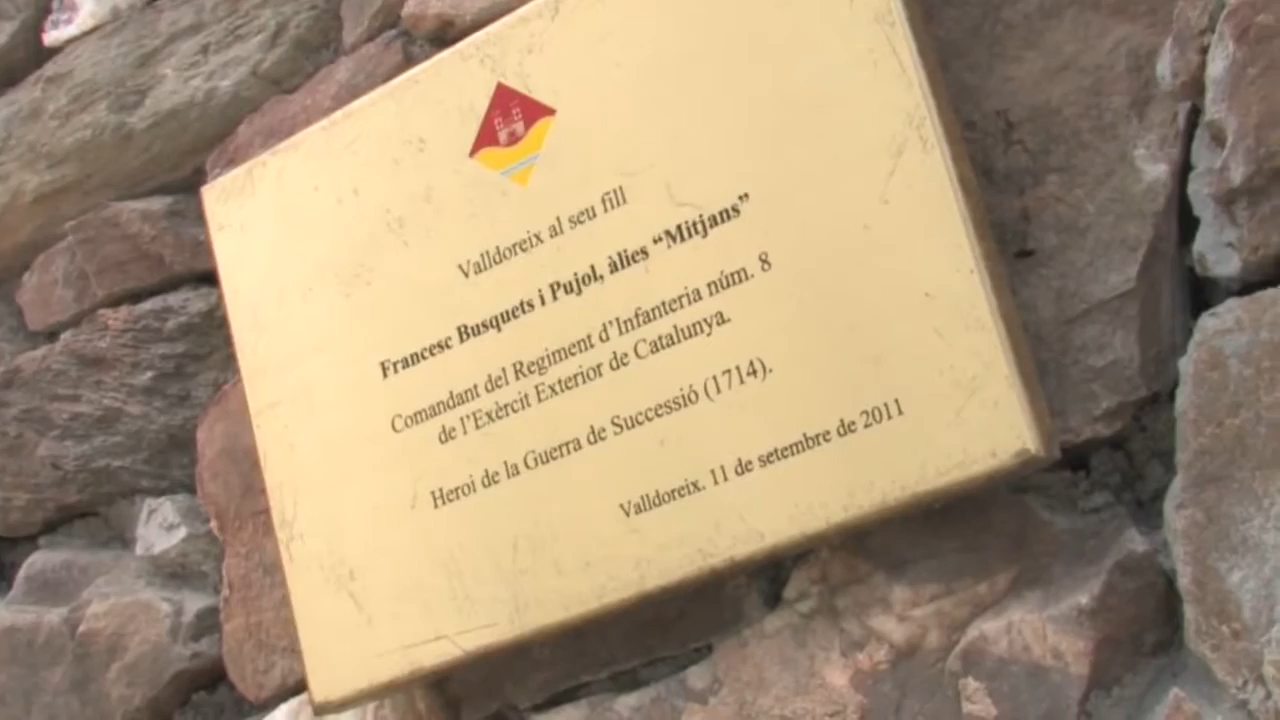 Valldoreix al seu fill
Francesc Busquets i Pujol, àlies “Mitjans”
Comandant del Regiment d’Infanteria núm. 8
de l’Exèrcit Exterior de Catalunya.
Heroi de la Guerra de Successió (1714).
Valldoreix, 11 de setembre de 2011